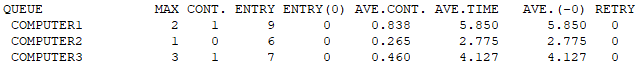 QUEUE MAX CONT. ENTRY ENTRY(0) AVE.CONT. AVE.TIME AVE.(-0) RETRY
COMPUTER1 2 1 9 0 0.838 5.850 5.850 0
COMPUTER2 1 0 6 0 0.265 2.775 2.775 0
COMPUTER3 3 1 7 0 0.460 4.127 4.127 0